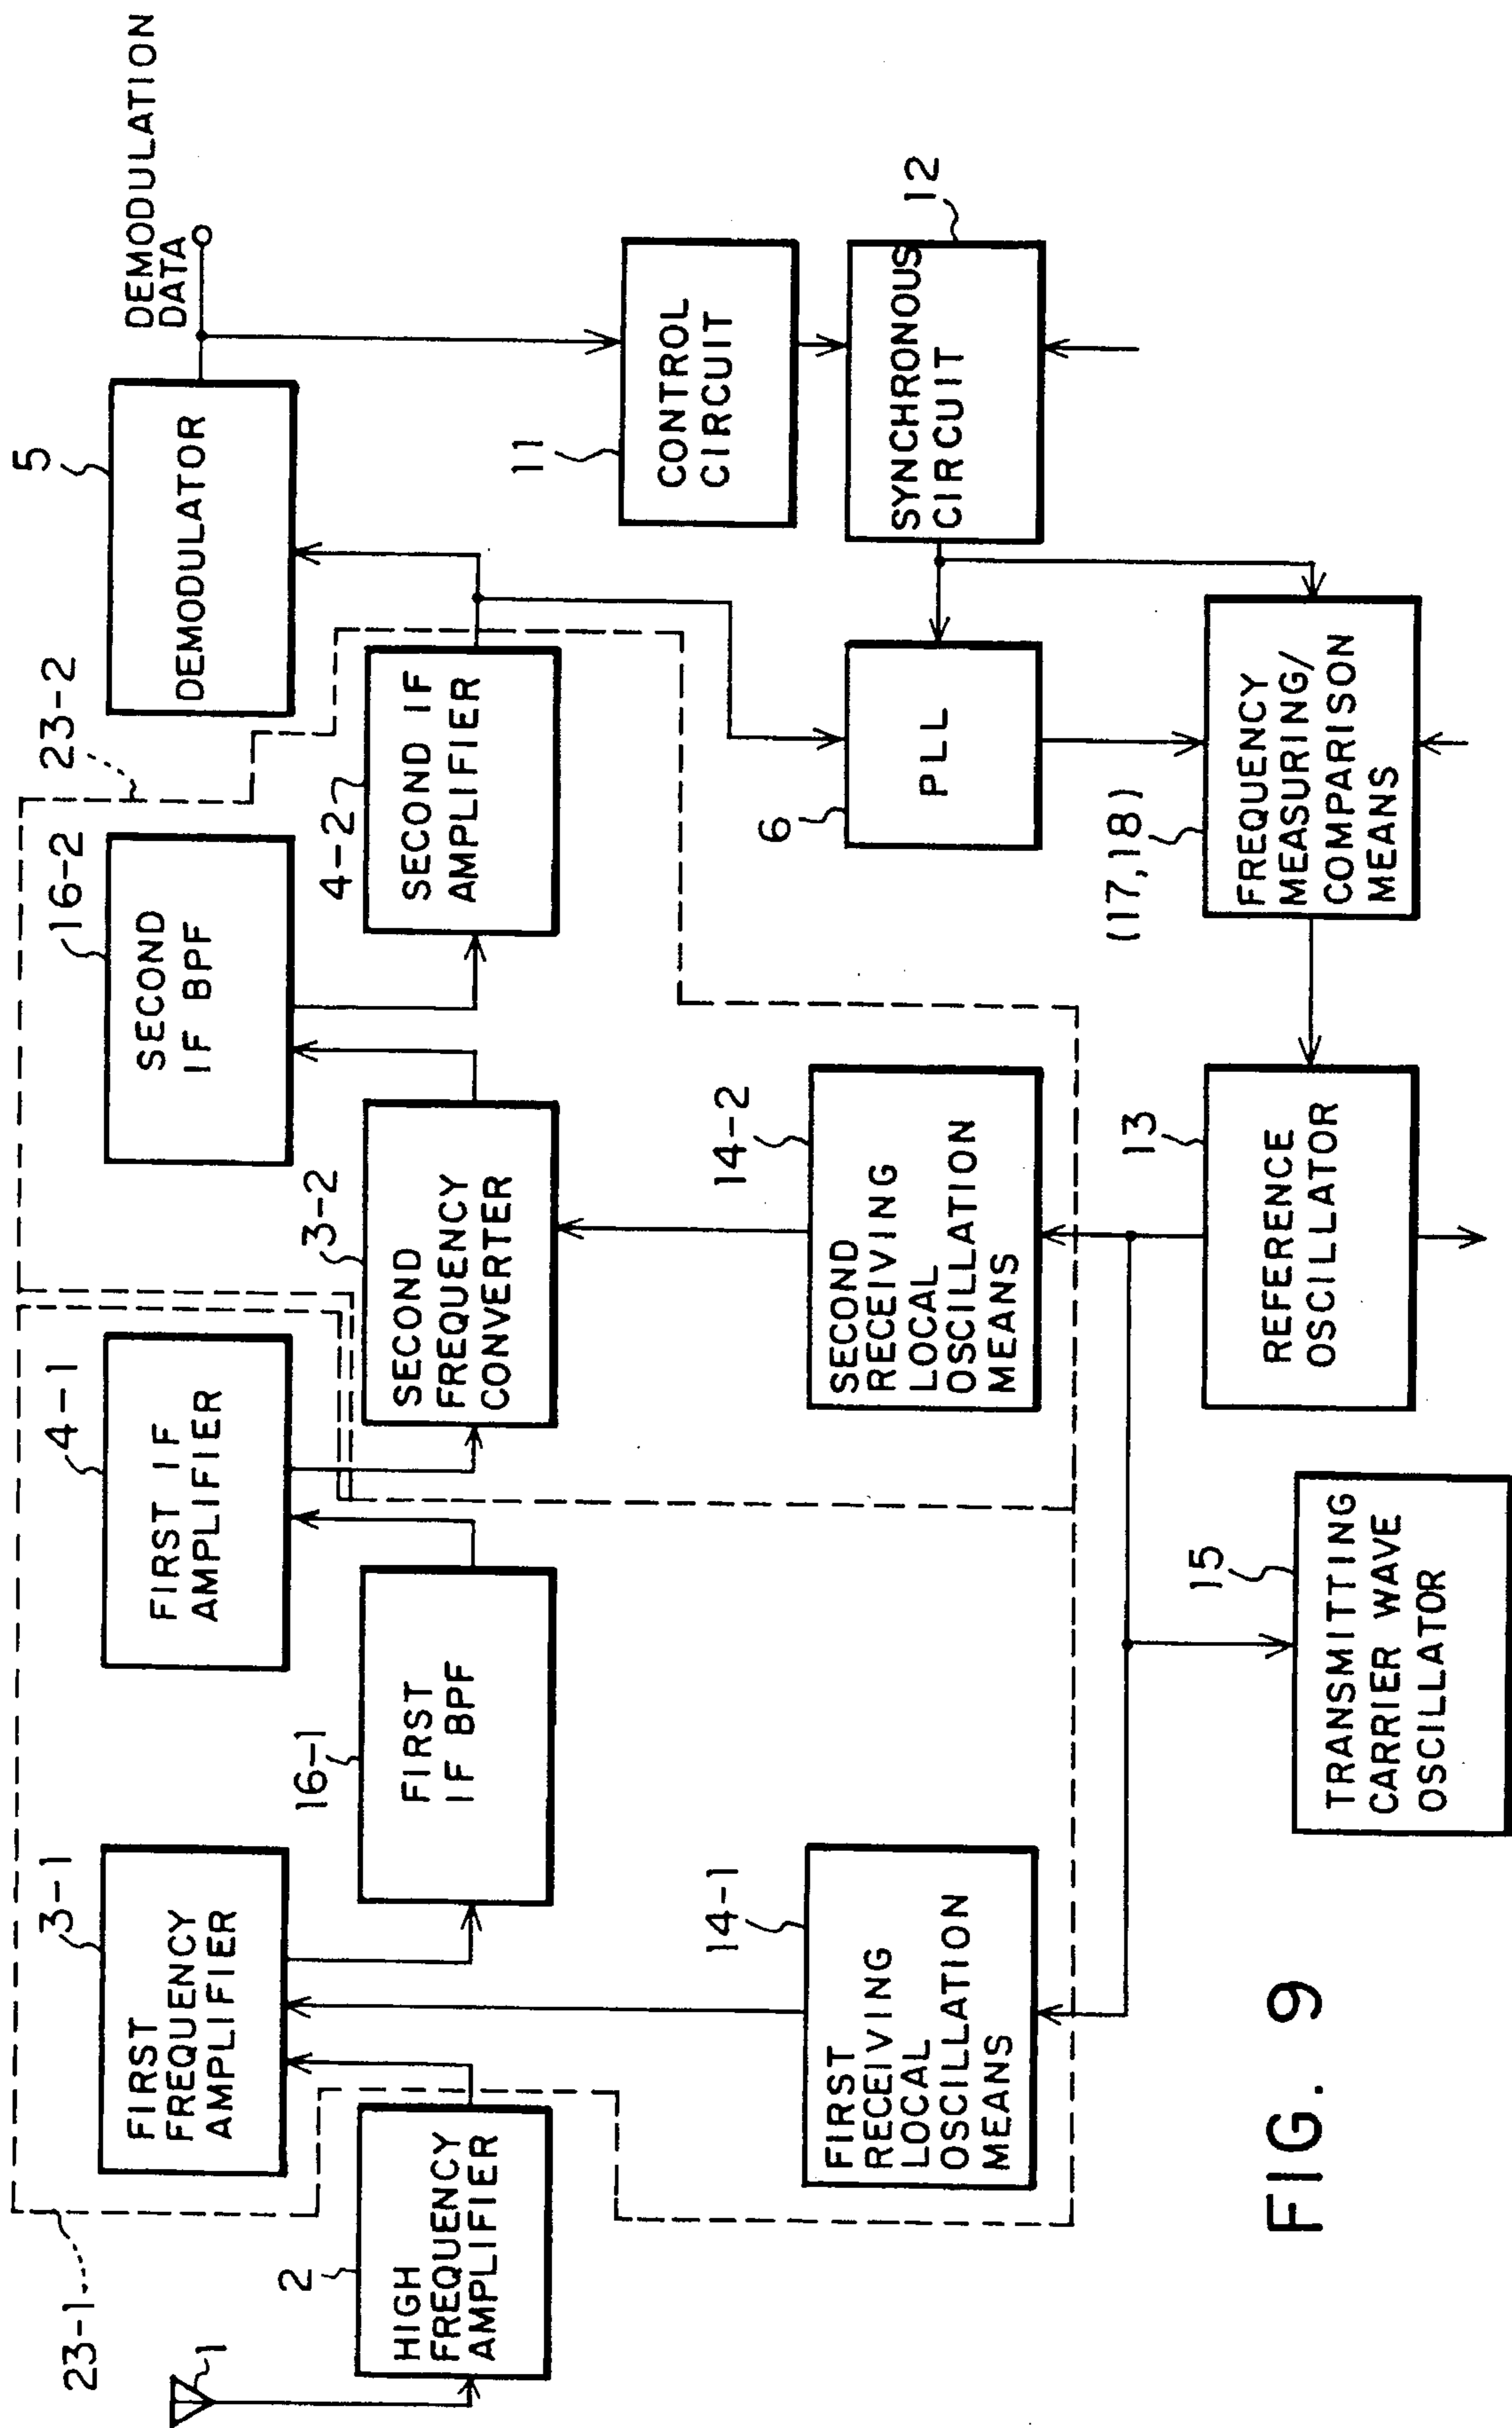 DEMODULATION
DATA
5
DEMODULATOR
23-2
16-2
SECOND
IF BPF
4-1
FIRST IF
AMPLIFIER
3-1
FIRST
FREQUENCY
AMPLIFIER
23-1
1
2
HIGH
FREQUENCY
AMPLIFIER
16-1
FIRST
IF BPF
3-2
SECOND
FREQUENCY
CONVERTER
4-2
SECOND IF
AMPLIFIER
11
CONTROL
CIRCUIT
12
SYNCHRONOUS
CIRCUIT
6
PLL
14-2
SECOND
RECEIVING
LOCAL
OSCILLATION
MEANS
14-1
FIRST
RECEIVING
LOCAL
OSCILLATION
MEANS
(17,18)
FREQUENCY
MEASURING/
COMPARISON
MEANS
13
REFERENCE
OSCILLATOR
15
TRANSMITTING
CARRIER WAVE
OSCILLATOR
FIG. 9